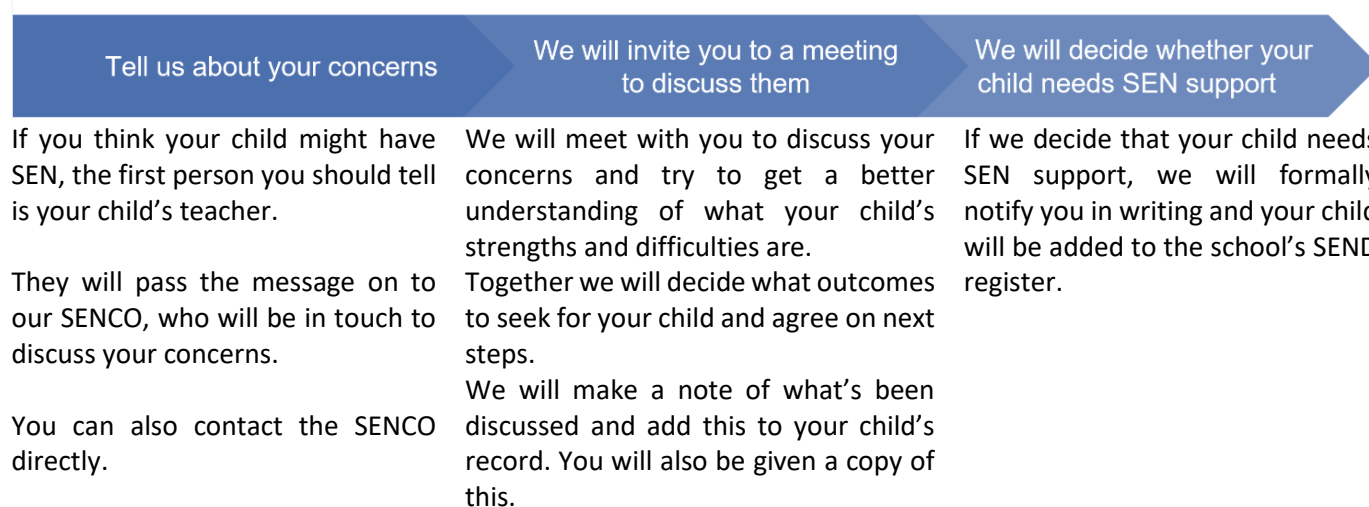 Tell us about your concerns
We will invite you to a meeting
to discuss them
We will decide whether your
child needs SEN support
If you think your child might have
SEN, the first person you should tell
is your child’s teacher.
They will pass the message on to
our SENCO, who will be in touch to
discuss your concerns.
You can also contact the SENCO
directly.
We will meet with you to discuss your
concerns and try to get a better
understanding of what your child’s
strengths and difficulties are.
Together we will decide what outcomes
to seek for your child and agree on next
steps.
We will make a note of what’s been
discussed and add this to your child’s
record. You will also be given a copy of
this.
If we decide that your child needs
SEN support, we will formally
notify you in writing and your child
will be added to the school’s SEND
register.